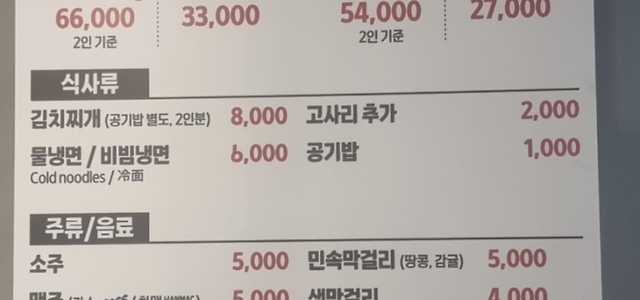 66,000 33,000 54,000 27,000
2인 기준 2인 기준
식사류
김치찌개 (공기밥 별도, 2인분) 8,000 고사리 추가 2,000
물냉면 / 비빔냉면 6,000 공기밥 1,000
Cold noodles / 冷面
주류/음료
소주 5,000 민속막걸리 (땅콩, 감귤) 5,000
맥주 5,000 생막걸리 4,000